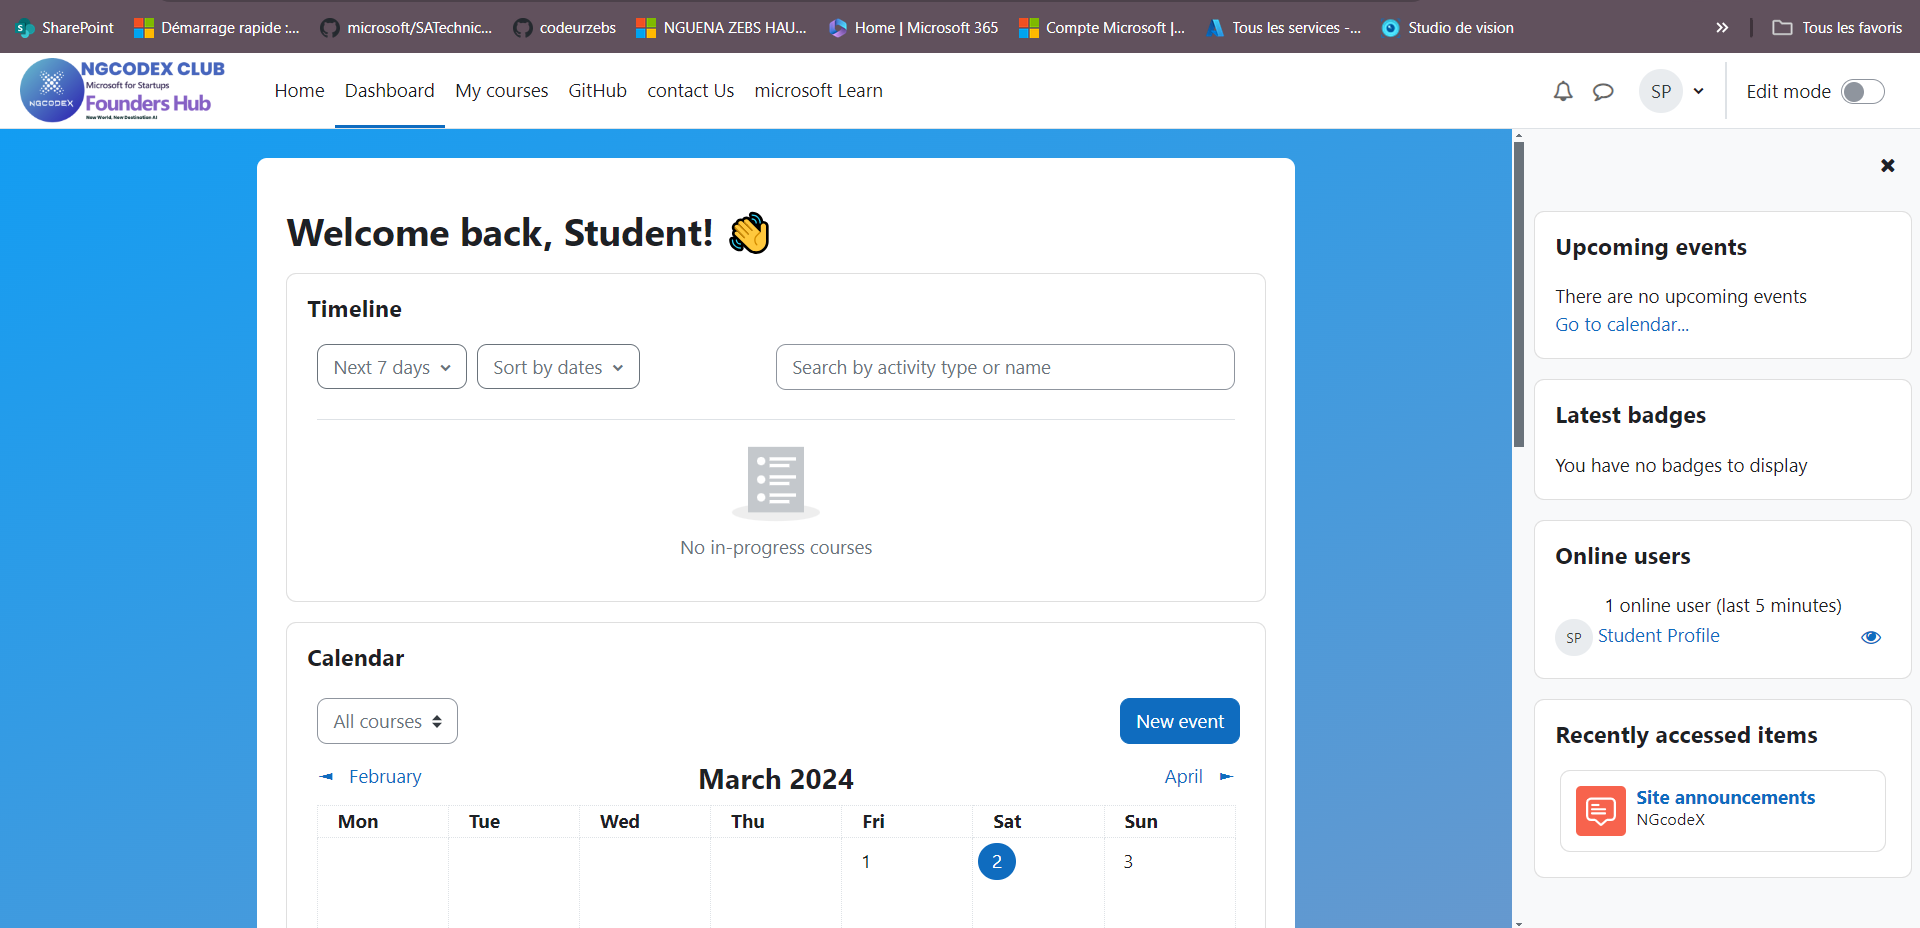 SharePoint
Démarrage rapide :...
microsoft/SATechnic...
codeurzebs
NGUENA ZEBS HAU...
Home | Microsoft 365
Compte Microsoft |...
Tous les services -...
Studio de vision
»
Tous les favoris
NGCODEX
NGCODEX CLUB
Microsoft for Startups
Founders Hub
New World, New Destination AI
Home
Dashboard
My courses
GitHub
contact Us
microsoft Learn
SP
Edit mode
Welcome back, Student! 👋
Timeline
Next 7 days
Sort by dates
Search by activity type or name
No in-progress courses
Calendar
All courses
New event
◄ February
March 2024
April ►
Mon Tue Wed Thu Fri Sat Sun
1 2 3
Upcoming events
There are no upcoming events
Go to calendar...
Latest badges
You have no badges to display
Online users
1 online user (last 5 minutes)
SP Student Profile
Recently accessed items
Site announcements
NGcodeX